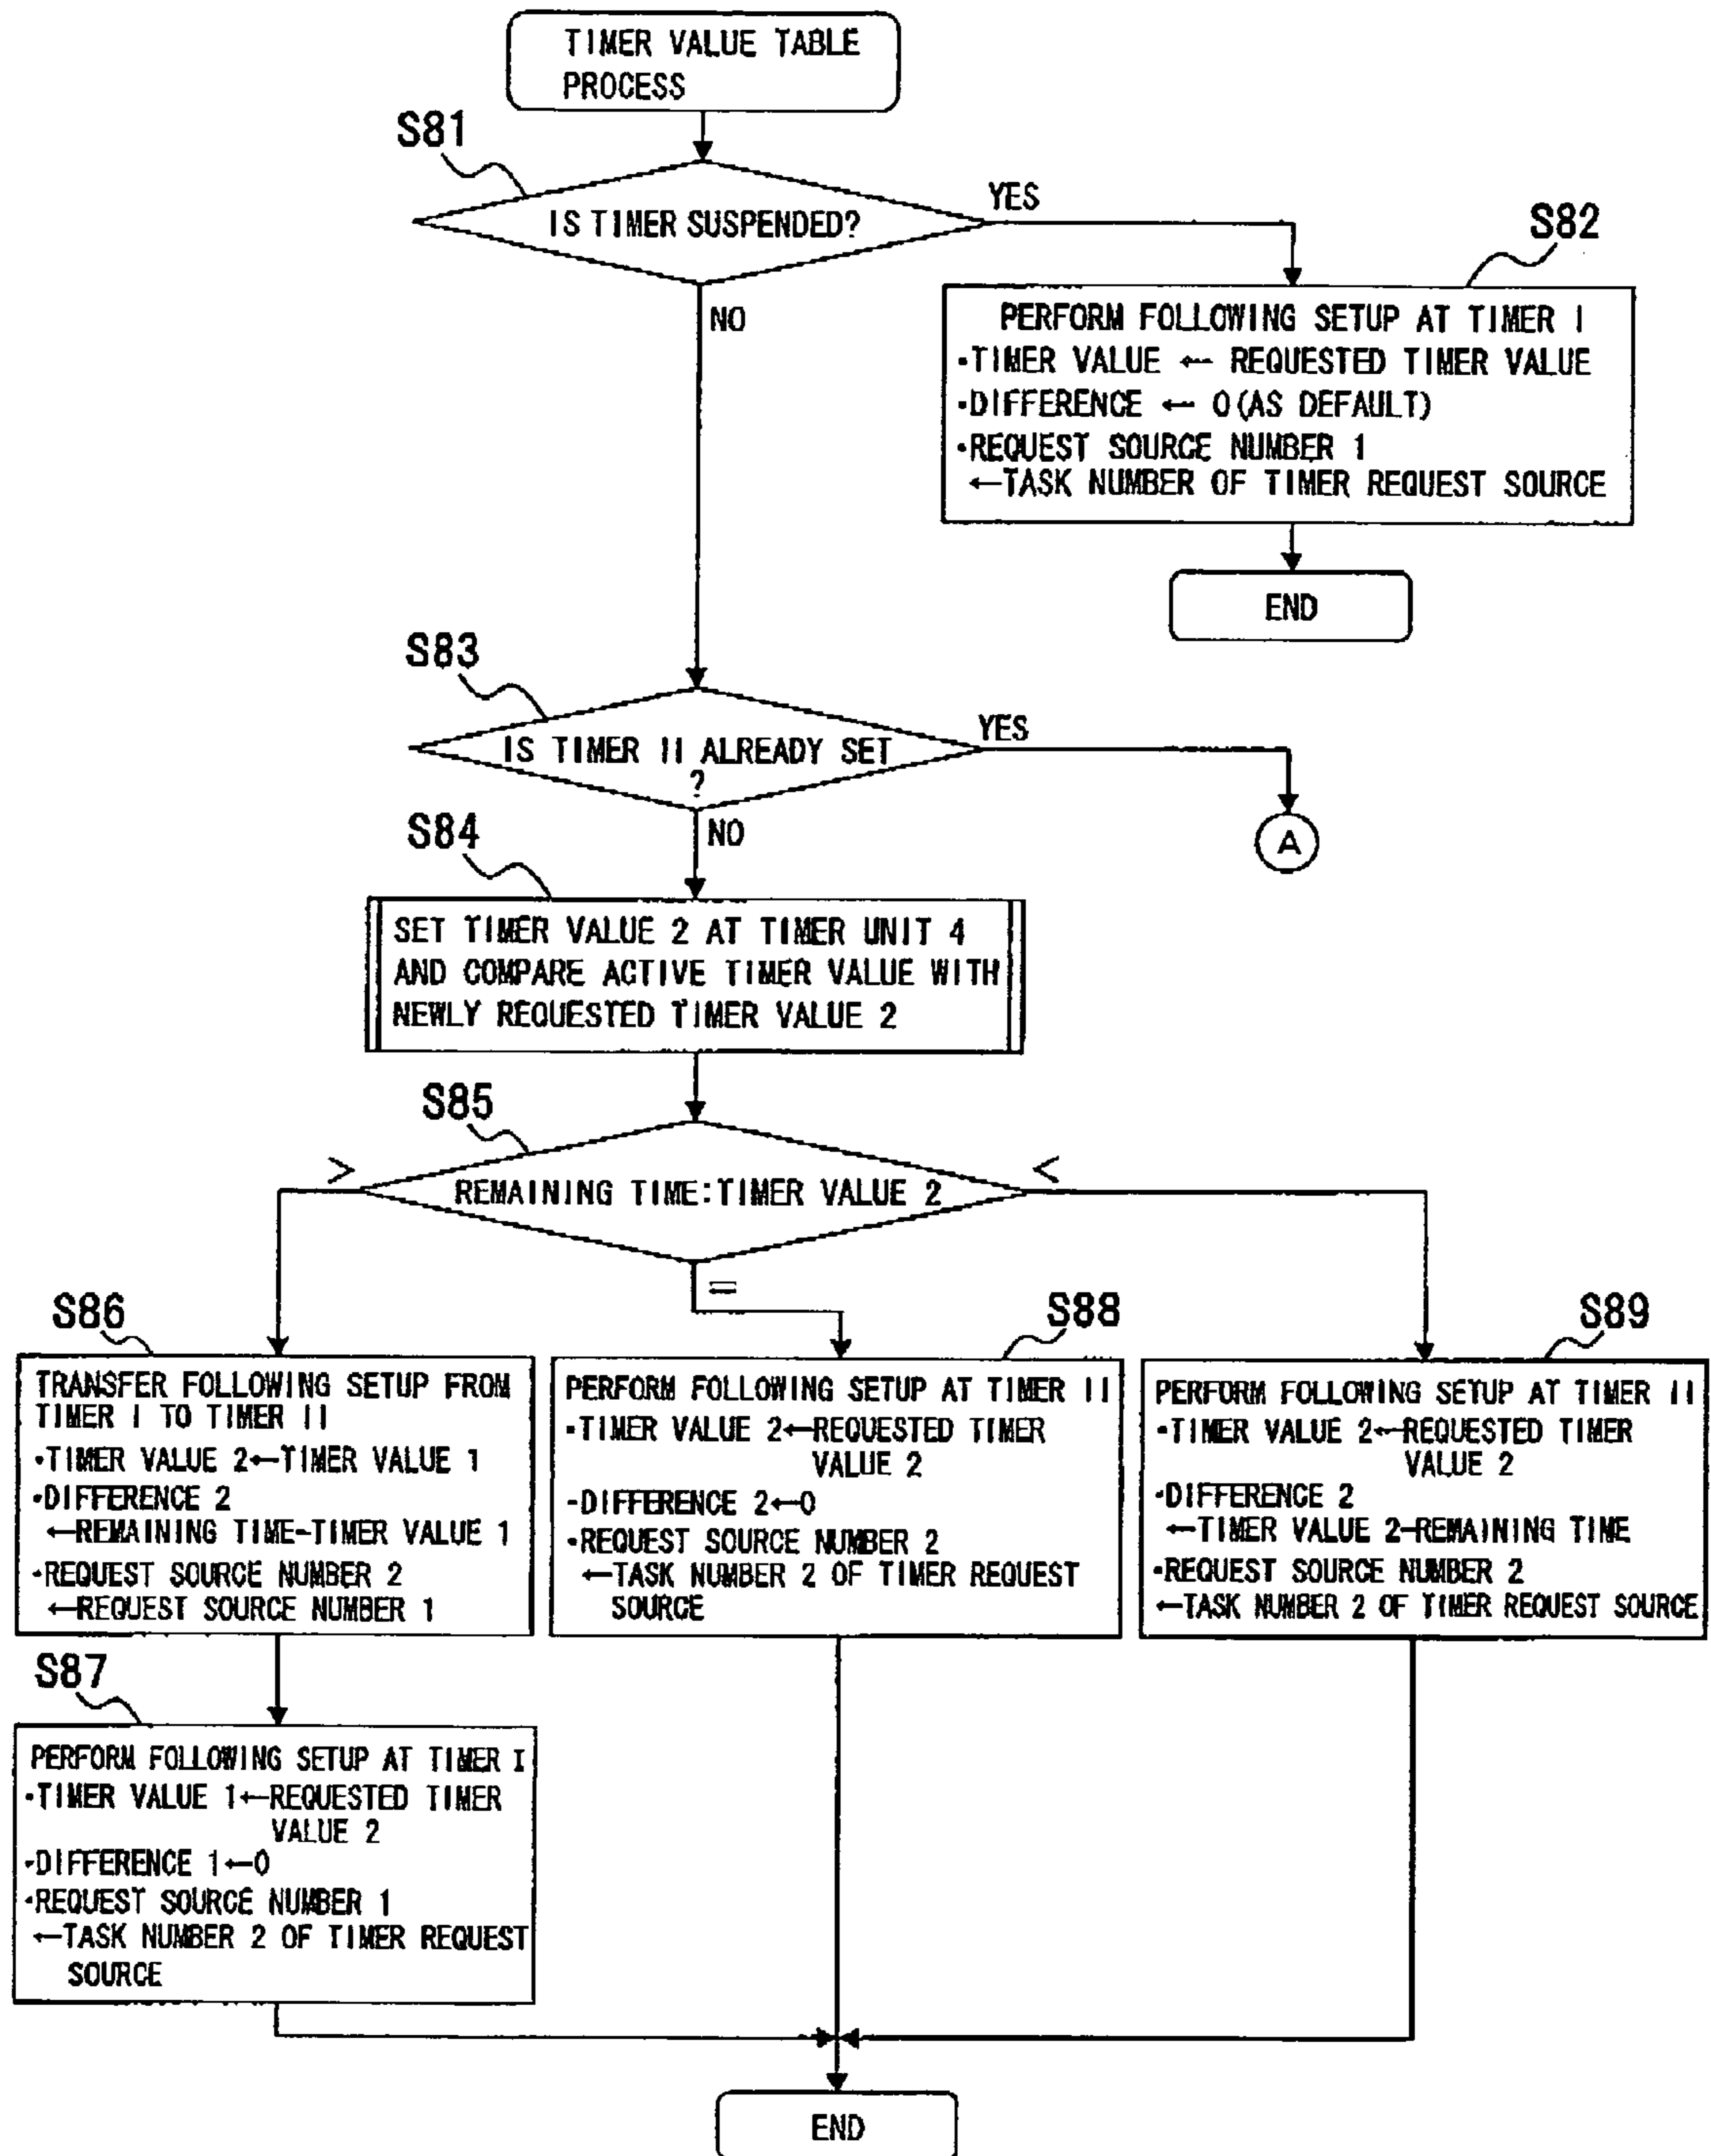 TIMER VALUE TABLE
PROCESS
S81
IS TIMER SUSPENDED?
YES
NO
S82
PERFORM FOLLOWING SETUP AT TIMER I
・TIMER VALUE ← REQUESTED TIMER VALUE
・DIFFERENCE ← 0(AS DEFAULT)
・REQUEST SOURCE NUMBER 1
←TASK NUMBER OF TIMER REQUEST SOURCE
END
S83
IS TIMER II ALREADY SET
?
YES
A
NO
S84
SET TIMER VALUE 2 AT TIMER UNIT 4
AND COMPARE ACTIVE TIMER VALUE WITH
NEWLY REQUESTED TIMER VALUE 2
S85
REMAINING TIME:TIMER VALUE 2
>
=
<
S86
TRANSFER FOLLOWING SETUP FROM
TIMER I TO TIMER II
・TIMER VALUE 2←TIMER VALUE 1
・DIFFERENCE 2
←REMAINING TIME-TIMER VALUE 1
・REQUEST SOURCE NUMBER 2
←REQUEST SOURCE NUMBER 1
S87
PERFORM FOLLOWING SETUP AT TIMER I
・TIMER VALUE 1←REQUESTED TIMER
VALUE 2
・DIFFERENCE 1←0
・REQUEST SOURCE NUMBER 1
←TASK NUMBER 2 OF TIMER REQUEST
SOURCE
S88
PERFORM FOLLOWING SETUP AT TIMER II
・TIMER VALUE 2←REQUESTED TIMER
VALUE 2
・DIFFERENCE 2←0
・REQUEST SOURCE NUMBER 2
←TASK NUMBER 2 OF TIMER REQUEST
SOURCE
S89
PERFORM FOLLOWING SETUP AT TIMER II
・TIMER VALUE 2←REQUESTED TIMER
VALUE 2
・DIFFERENCE 2
←TIMER VALUE 2-REMAINING TIME
・REQUEST SOURCE NUMBER 2
←TASK NUMBER 2 OF TIMER REQUEST SOURCE
END